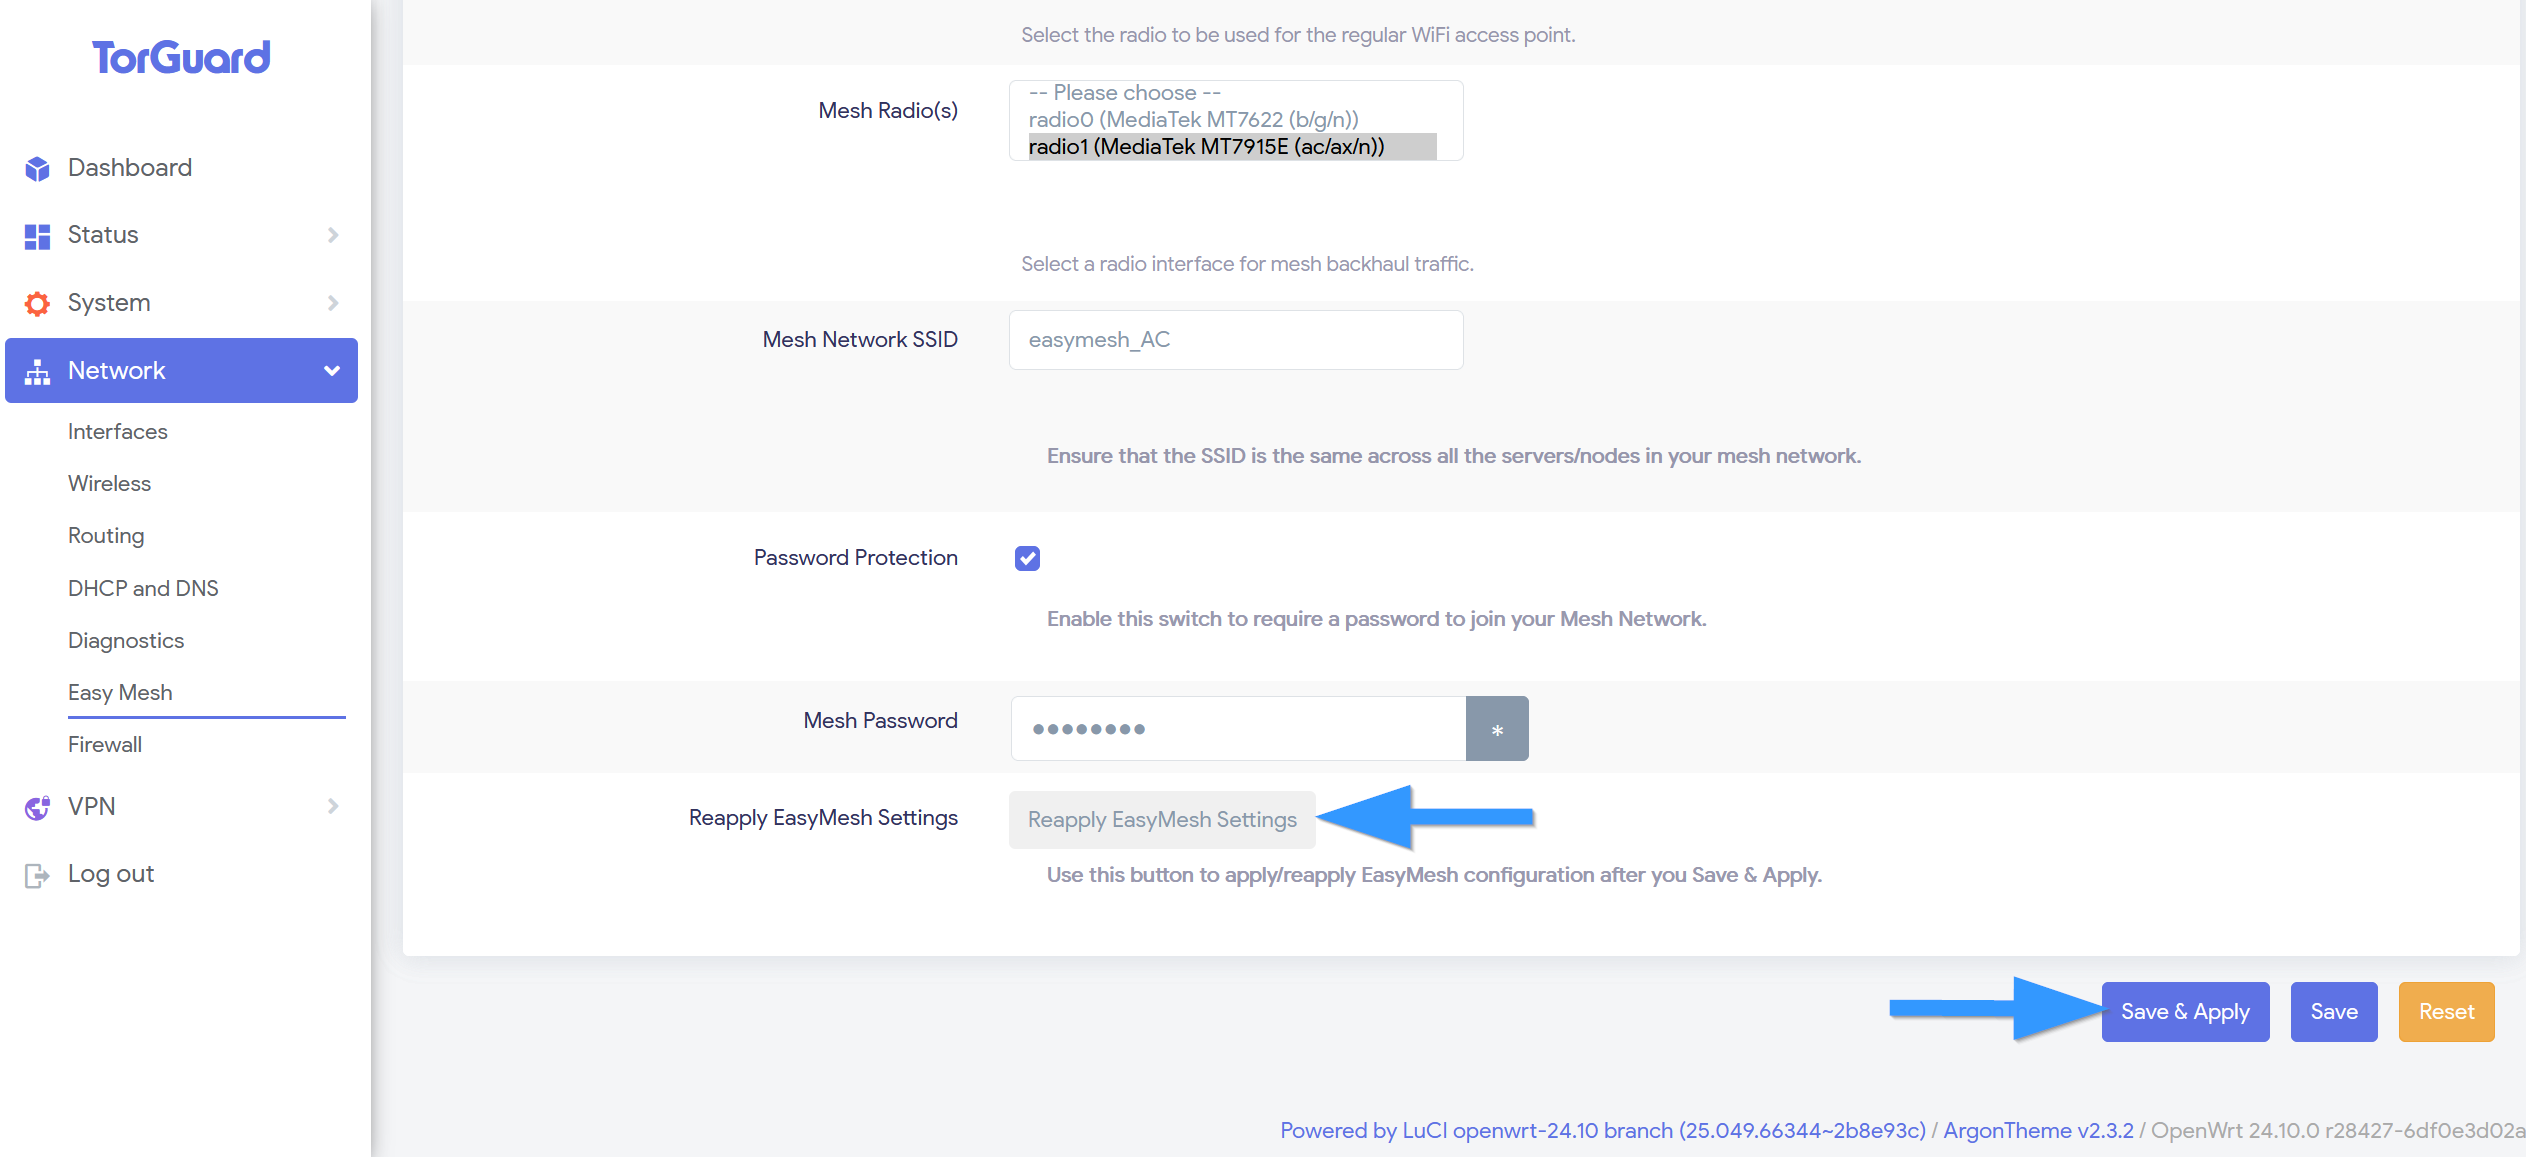 TorGuard
Dashboard
Status
System
Network
Interfaces
Wireless
Routing
DHCP and DNS
Diagnostics
Easy Mesh
Firewall
VPN
Log out
Select the radio to be used for the regular WiFi access point.
Mesh Radio(s)
-- Please choose --
radio0 (MediaTek MT7622 (b/g/n))
radio1 (MediaTek MT7915E (ac/ax/n))
Select a radio interface for mesh backhaul traffic.
Mesh Network SSID
easymesh_AC
Ensure that the SSID is the same across all the servers/nodes in your mesh network.
Password Protection
Enable this switch to require a password to join your Mesh Network.
Mesh Password
••••••••
*
Reapply EasyMesh Settings
Reapply EasyMesh Settings
Use this button to apply/reapply EasyMesh configuration after you Save & Apply.
Save & Apply
Save
Reset
Powered by LuCI openwrt-24.10 branch (25.049.66344~2b8e93c) / ArgonTheme v2.3.2 / OpenWrt 24.10.0 r28427-6df0e3d02a